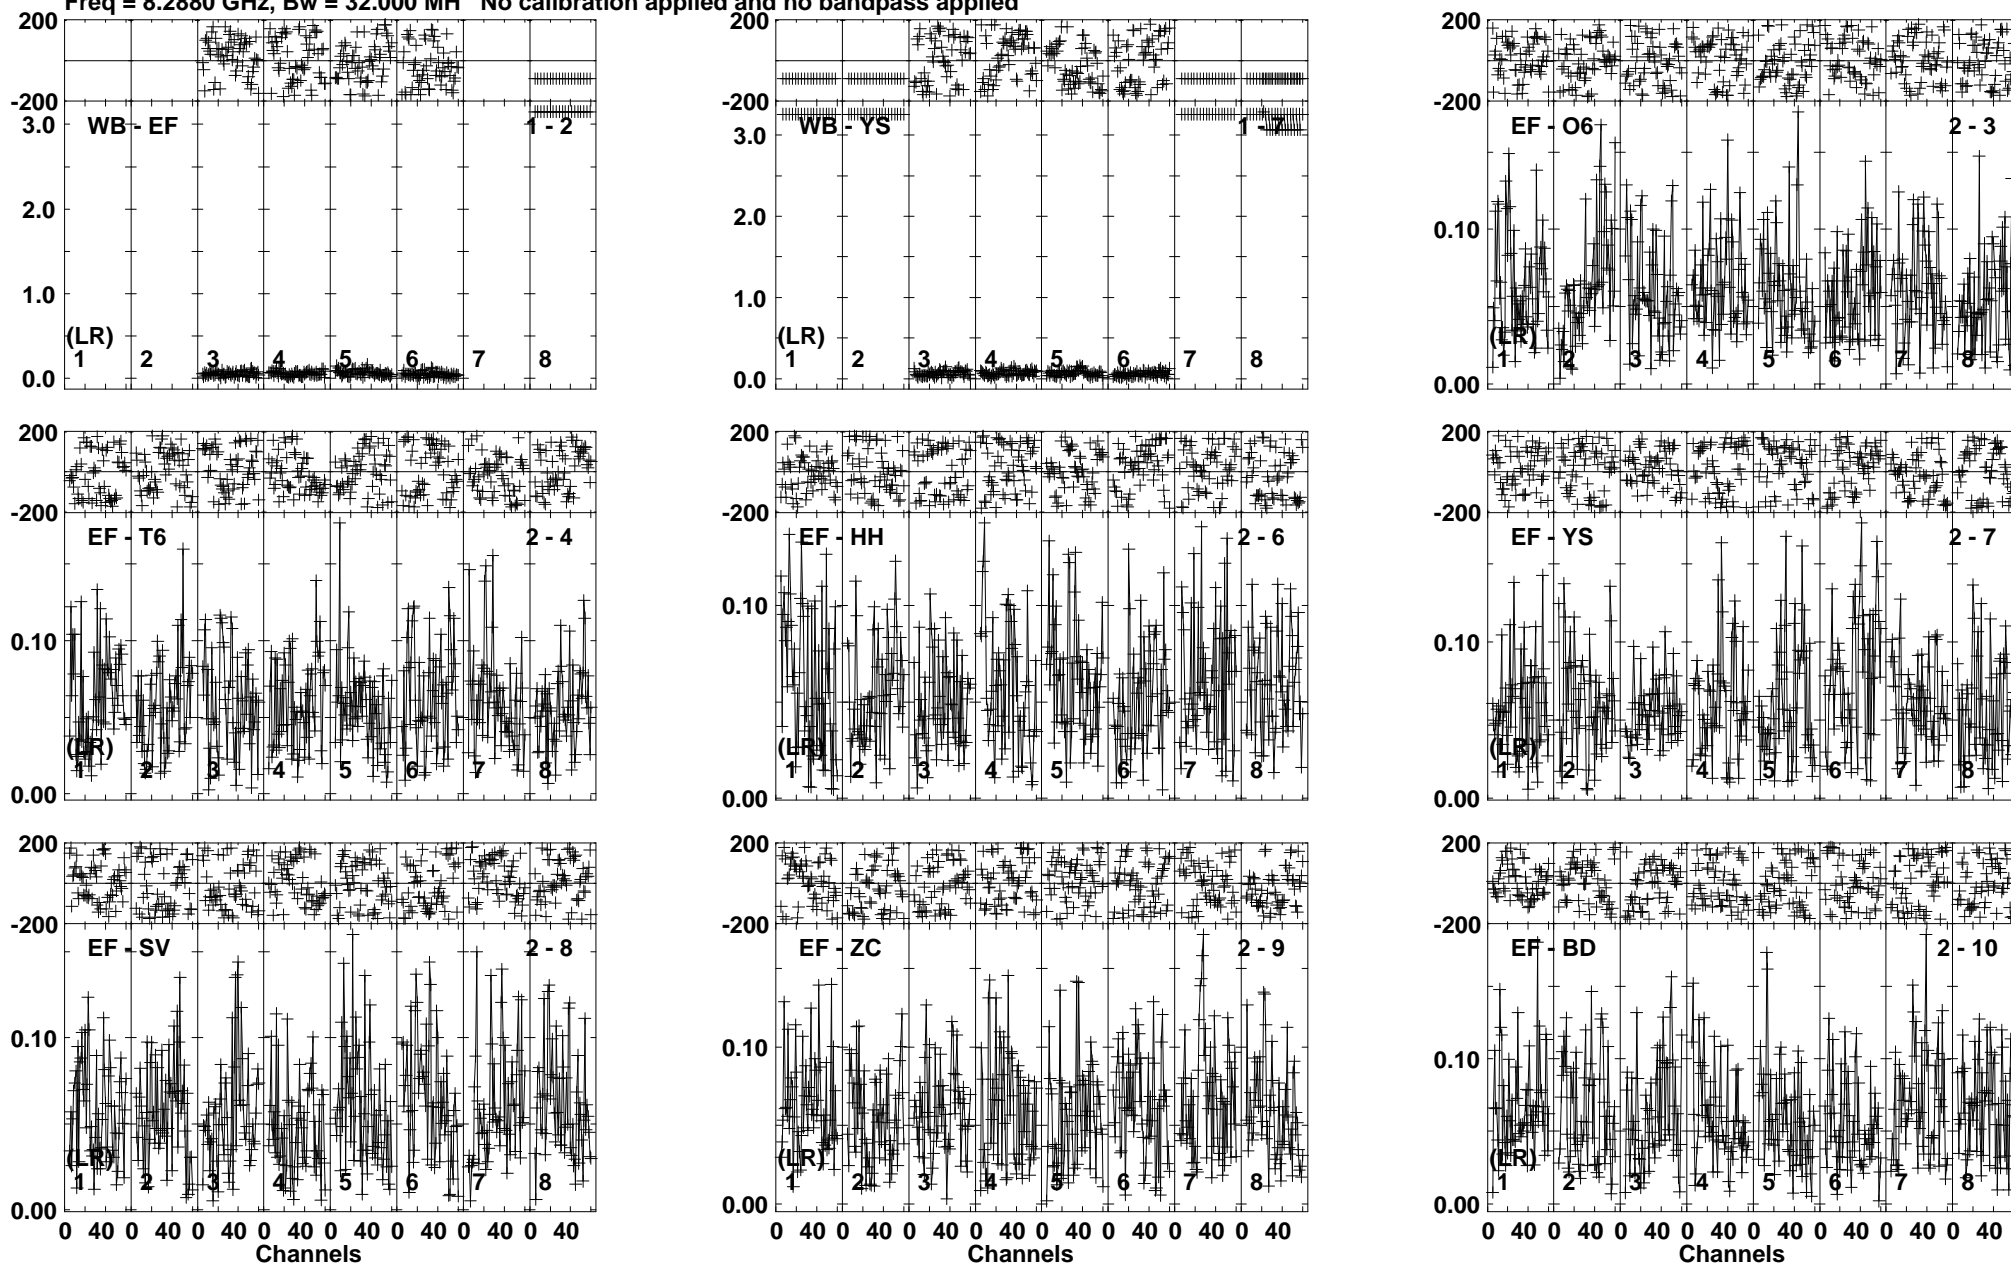 Freq = 8.2880 GHz, Bw = 32.000 MH No calibration applied and no bandpass applied
200 200 200
-200 -200 -200
WB - EF 1 - 2 WB - YS 1 - 7 EF - O6 2 - 3
3.0 3.0
2.0 2.0 0.10
1.0 1.0
(LR) (LR) (LR)
1 2 3 4 5 6 7 8 1 2 3 4 5 6 7 8 1 2 3 4 5 6 7 8
0.0 0.0 0.00
200 200 200
-200 -200 -200
EF - T6 2 - 4 EF - HH 2 - 6 EF - YS 2 - 7
0.10 0.10 0.10
(LR) (LR) (LR)
1 2 3 4 5 6 7 8 1 2 3 4 5 6 7 8 1 2 3 4 5 6 7 8
0.00 0.00 0.00
200 200 200
-200 -200 -200
EF - SV 2 - 8 EF - ZC 2 - 9 EF - BD 2 - 10
0.10 0.10 0.10
(LR) (LR) (LR)
1 2 3 4 5 6 7 8 1 2 3 4 5 6 7 8 1 2 3 4 5 6 7 8
0.00 0.00 0.00
0 40 0 40 0 40 0 40 0 40 0 40 0 40 0 40 0 40 0 40 0 40 0 40 0 40 0 40 0 40 0 40 0 40 0 40 0 40 0 40 0 40 0 40 0 40 0 40
Channels Channels Channels